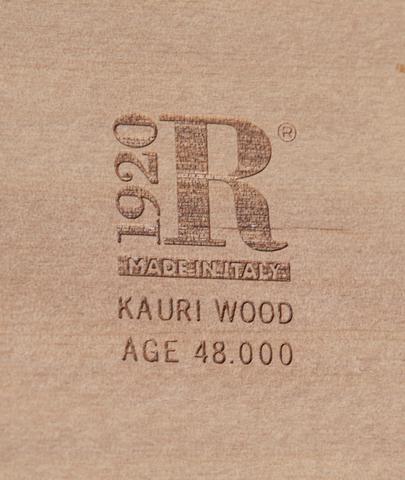 1920 R ®
MADE IN ITALY
KAURI WOOD
AGE 48.000